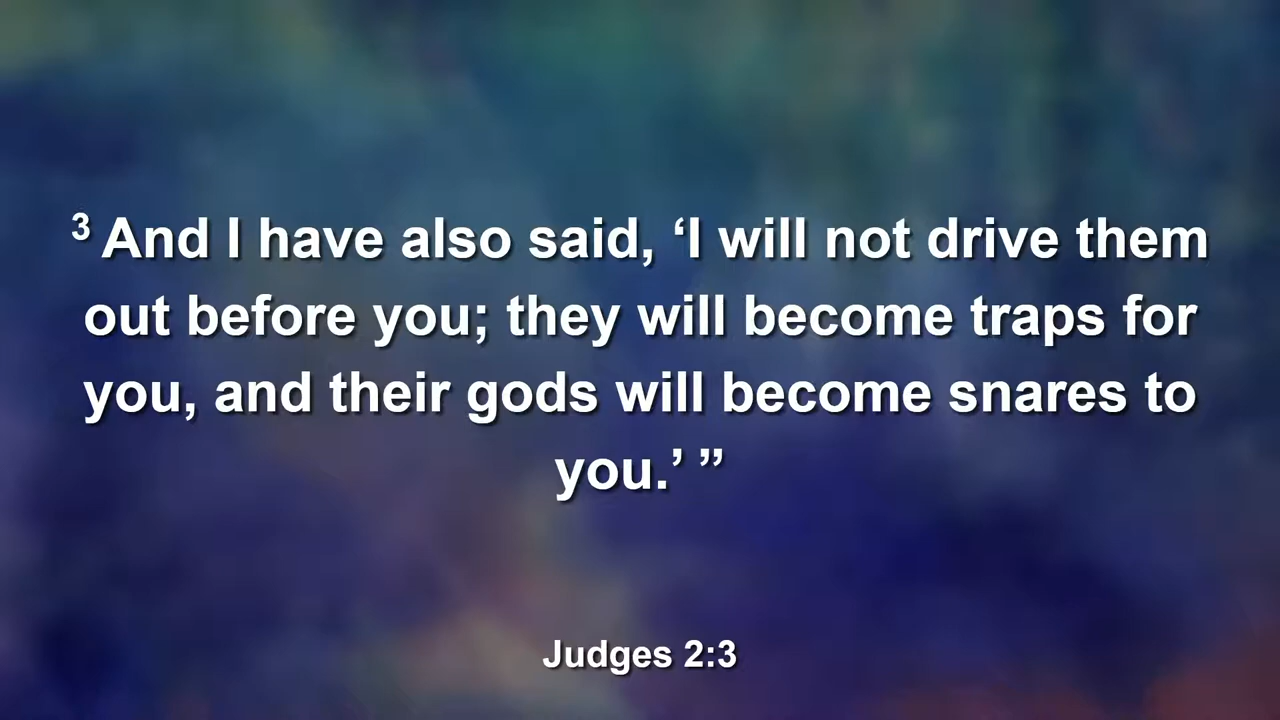 3 And I have also said, ‘I will not drive them
out before you; they will become traps for
you, and their gods will become snares to
you.’ ”
Judges 2:3